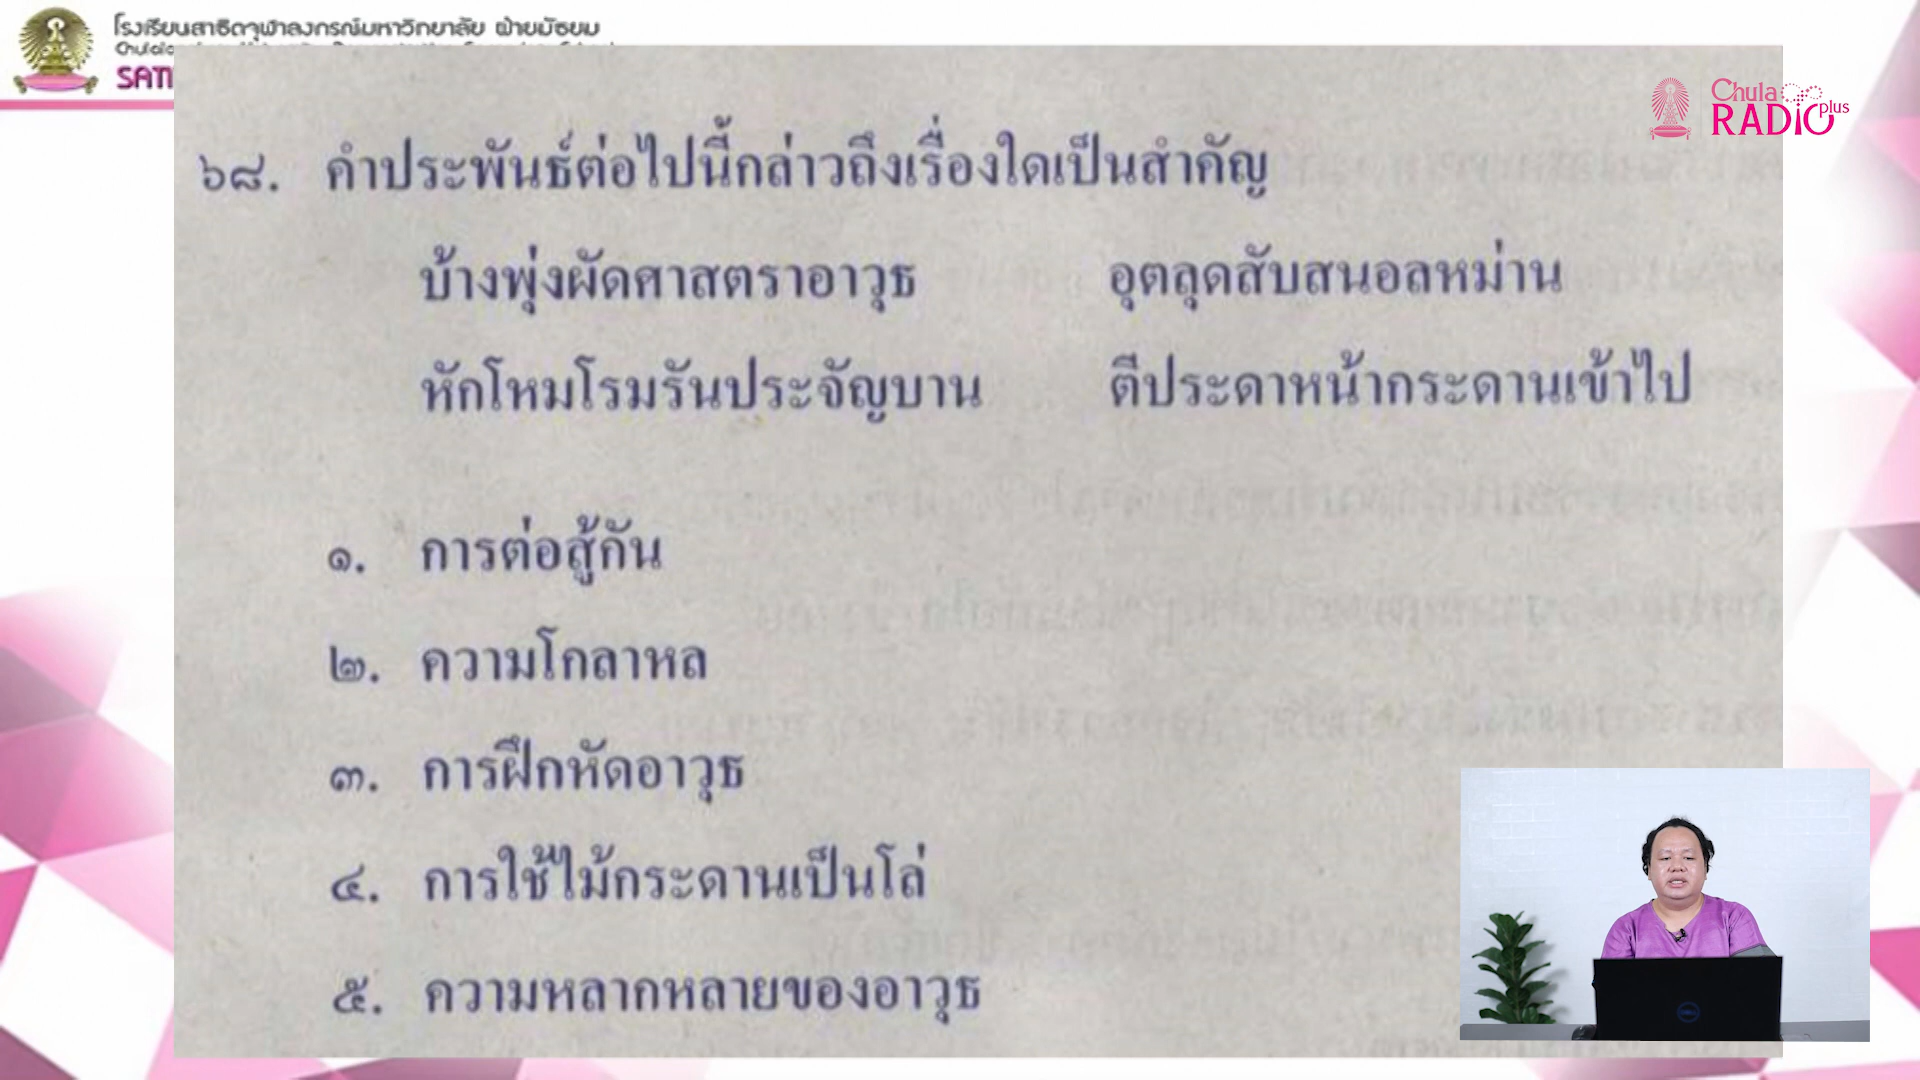 โรงเรียนสาธิตจุฬาลงกรณ์มหาวิทยาลัย ฝ่ายมัธยม
Chula
RADIO plus
๖๘. คำประพันธ์ต่อไปนี้กล่าวถึงเรื่องใดเป็นสำคัญ
บ้างพุ่งผัดศาสตราอาวุธ อุตลุดสับสนอลหม่าน
หักโหมโรมรันประจัญบาน ตีประดาหน้ากระดานเข้าไป
๑. การต่อสู้กัน
๒. ความโกลาหล
๓. การฝึกหัดอาวุธ
๔. การใช้ไม้กระดานเป็นโล่
๕. ความหลากหลายของอาวุธ
DELL